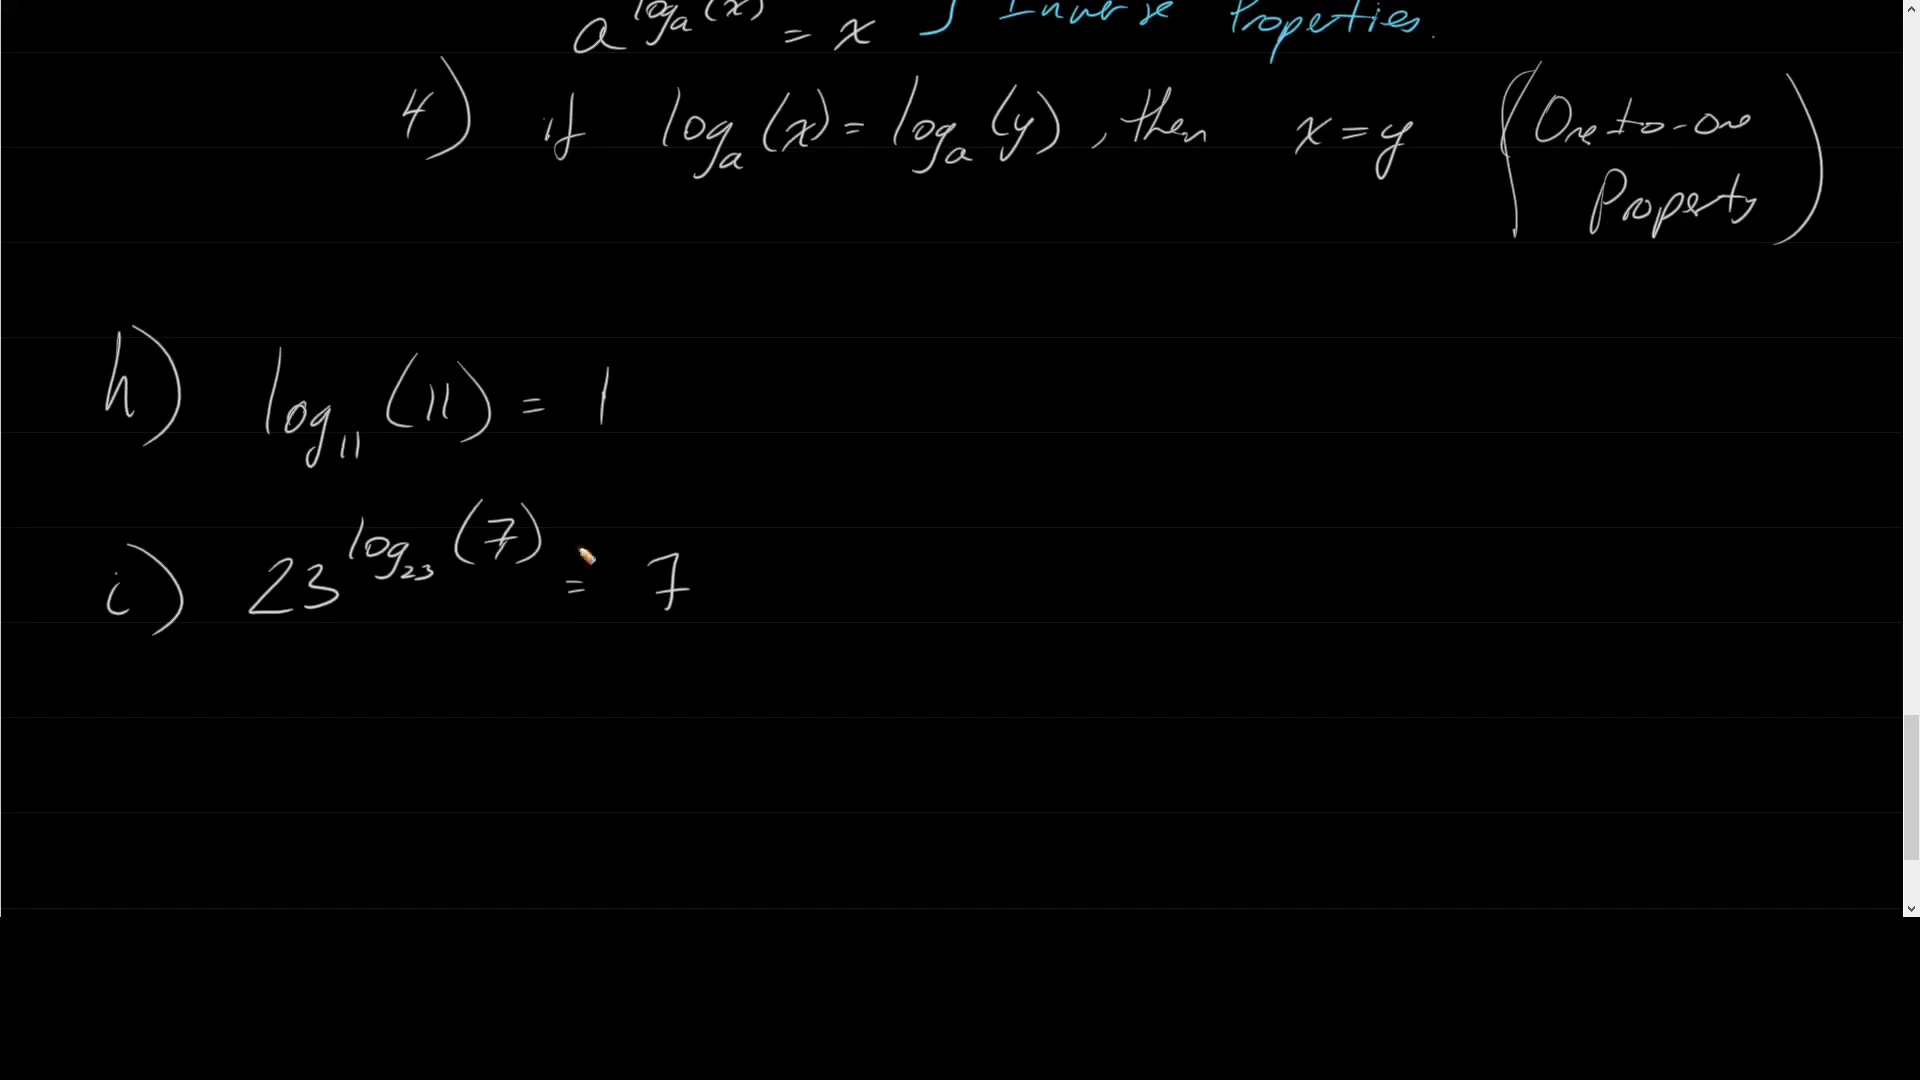 a^log_a(x) = x } Inverse Properties.
4) if log_a(x) = log_a(y), then x = y (One-to-one
Property)
h) log_11(11) = 1
i) 23^log_23(7) = 7